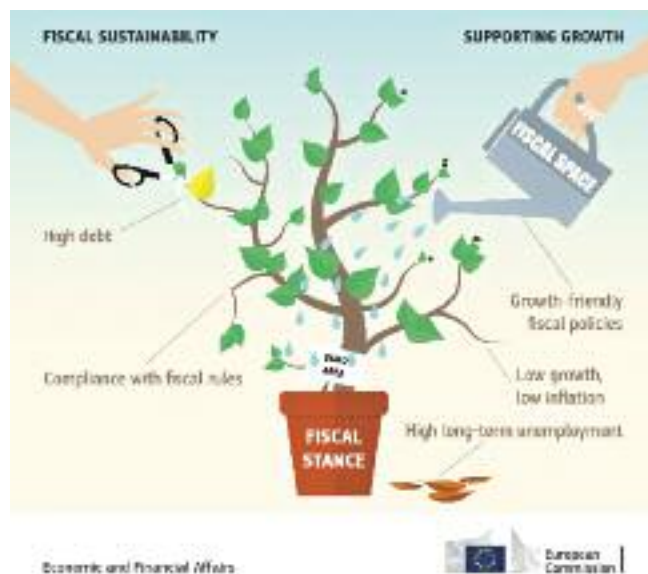 FISCAL SUSTAINABILITY
SUPPORTING GROWTH
FISCAL SPACE
High debt
Growth-friendly
fiscal policies
Compliance with fiscal rules
Low growth,
low inflation
High long-term unemployment
FISCAL
STANCE
Economic and Financial Affairs
European
Commission